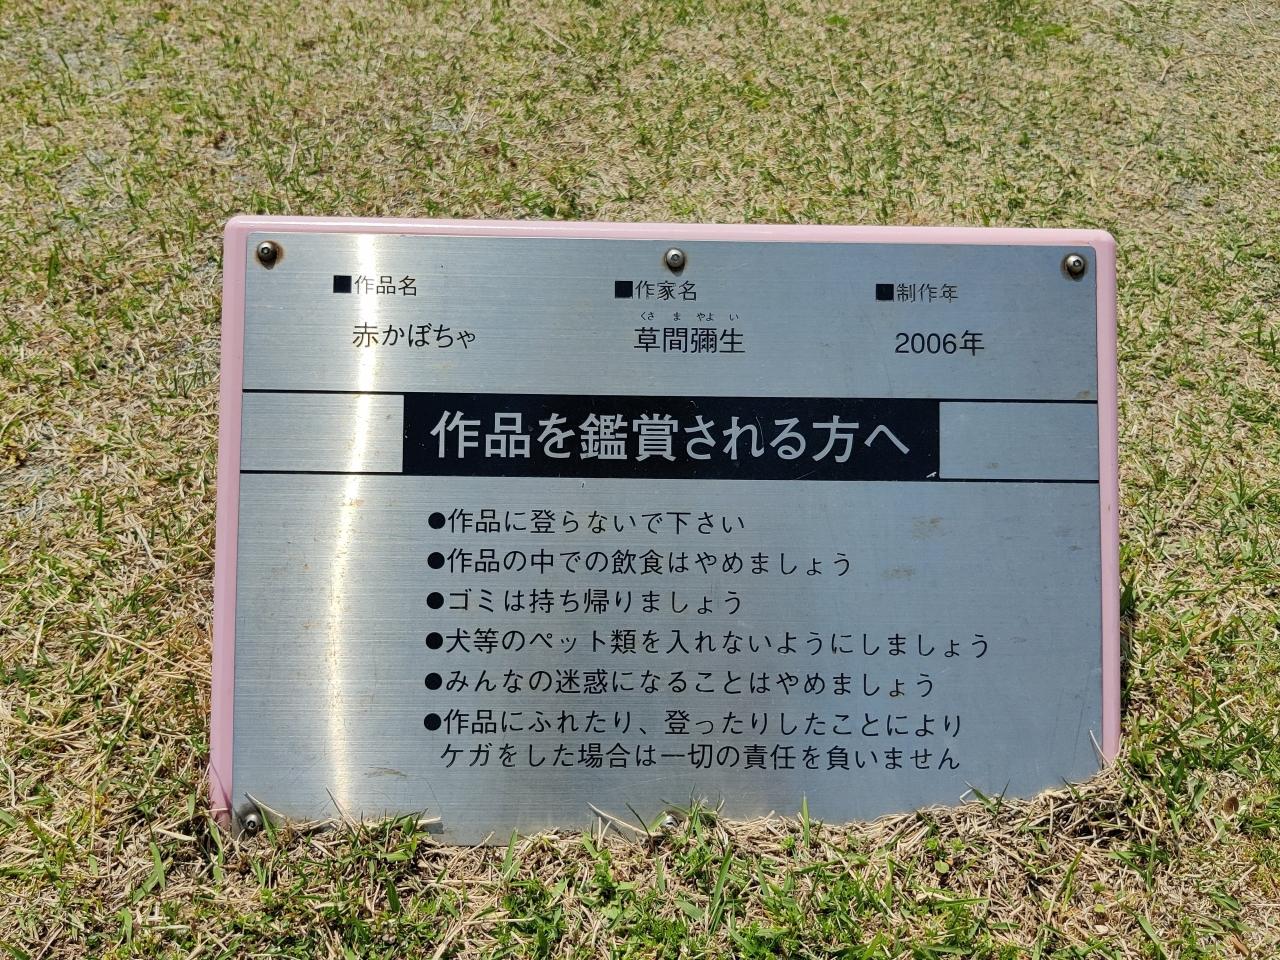 ■作品名 ■作家名 ■制作年
くさ ま やよ い
赤かぼちゃ 草間彌生 2006年
作品を鑑賞される方へ
●作品に登らないで下さい
●作品の中での飲食はやめましょう
●ゴミは持ち帰りましょう
●犬等のペット類を入れないようにしましょう
●みんなの迷惑になることはやめましょう
●作品にふれたり、登ったりしたことにより
ケガをした場合は一切の責任を負いません